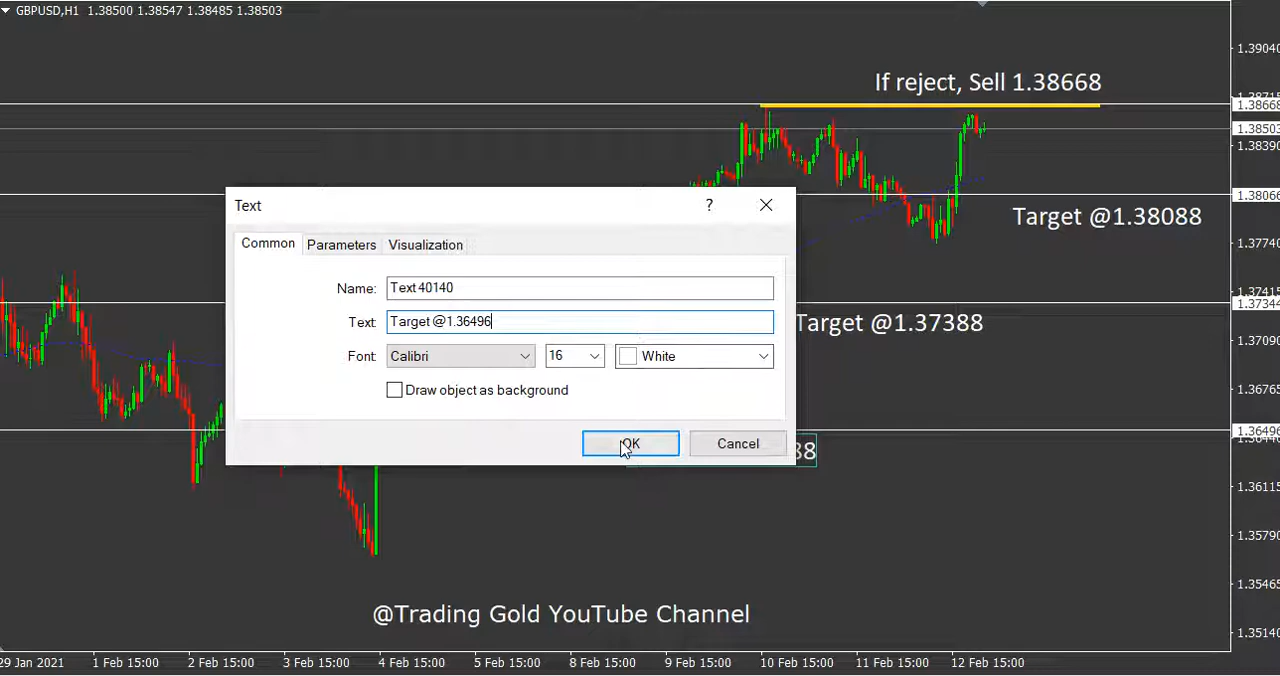 GBPUSD,H1 1.38500 1.38547 1.38485 1.38503
If reject, Sell 1.38668
Target @1.38088
Target @1.37388
88
Text
?
Common
Parameters
Visualization
Name: Text 40140
Text: Target @1.36496
Font: Calibri 16 White
Draw object as background
OK
Cancel
@Trading Gold YouTube Channel
1.39040
1.38715
1.38668
1.38503
1.38390
1.38066
1.37740
1.37415
1.37344
1.37090
1.36765
1.36496
1.36440
1.36115
1.35790
1.35465
1.35140
29 Jan 2021
1 Feb 15:00
2 Feb 15:00
3 Feb 15:00
4 Feb 15:00
5 Feb 15:00
8 Feb 15:00
9 Feb 15:00
10 Feb 15:00
11 Feb 15:00
12 Feb 15:00